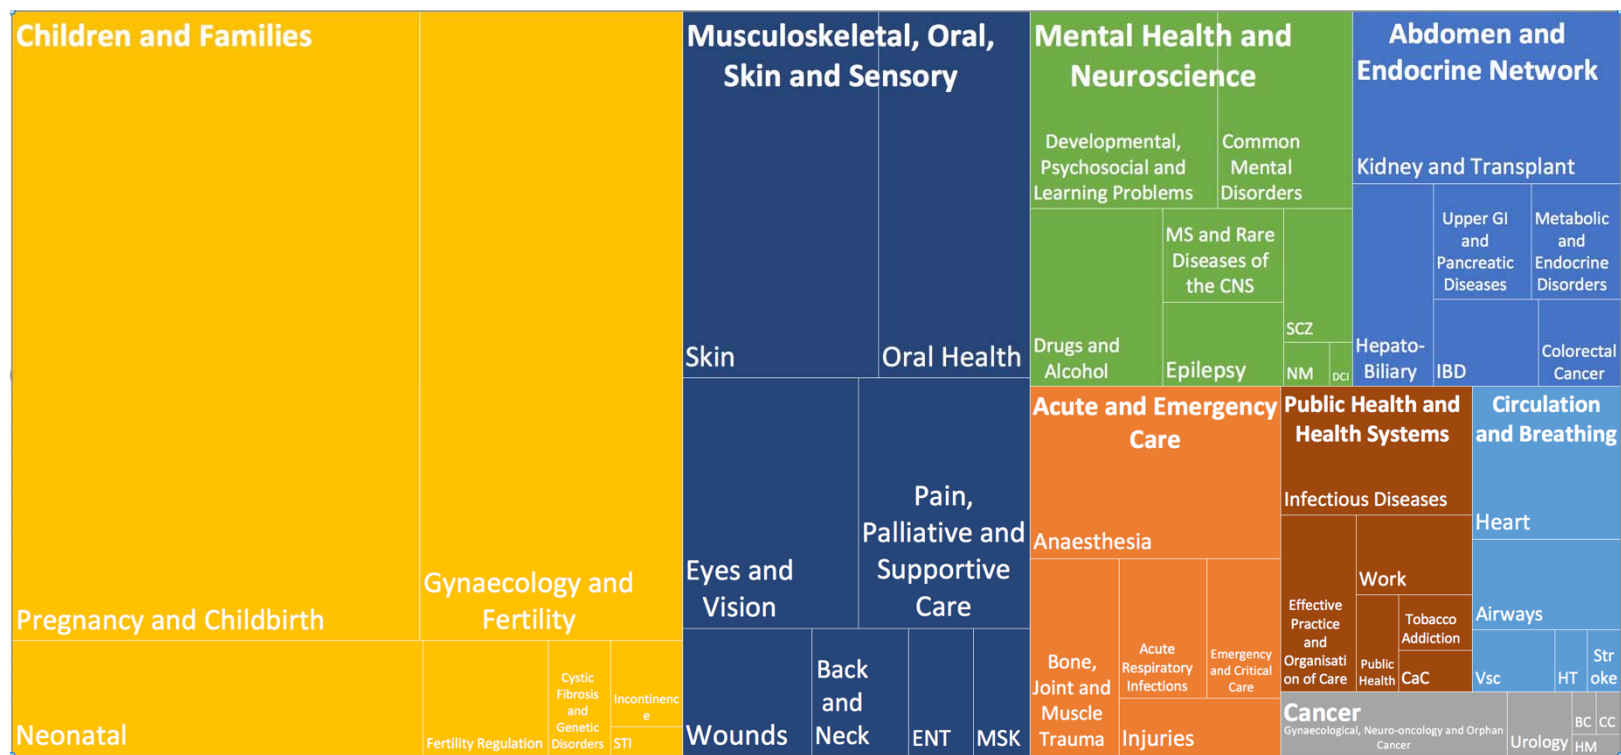 Children and Families
Pregnancy and Childbirth
Gynaecology and
Fertility
Neonatal
Fertility Regulation
Cystic
Fibrosis
and
Genetic
Disorders
Incontinenc
e
STI
Musculoskeletal, Oral,
Skin and Sensory
Skin
Oral Health
Eyes and
Vision
Pain,
Palliative and
Supportive
Care
Wounds
Back
and
Neck
ENT
MSK
Mental Health and
Neuroscience
Developmental,
Psychosocial and
Learning Problems
Common
Mental
Disorders
Drugs and
Alcohol
MS and Rare
Diseases of
the CNS
Epilepsy
SCZ
NM
DCI
Abdomen and
Endocrine Network
Kidney and Transplant
Hepato-
Biliary
Upper GI
and
Pancreatic
Diseases
Metabolic
and
Endocrine
Disorders
IBD
Colorectal
Cancer
Acute and Emergency
Care
Anaesthesia
Bone,
Joint and
Muscle
Trauma
Acute
Respiratory
Infections
Emergency
and Critical
Care
Injuries
Public Health and
Health Systems
Infectious Diseases
Effective
Practice
and
Organisati
on of Care
Work
Public
Health
Tobacco
Addiction
CaC
Circulation
and Breathing
Heart
Airways
Vsc
HT
Str
oke
Cancer
Gynaecological, Neuro-oncology and Orphan
Cancer
Urology
BC
CC
HM